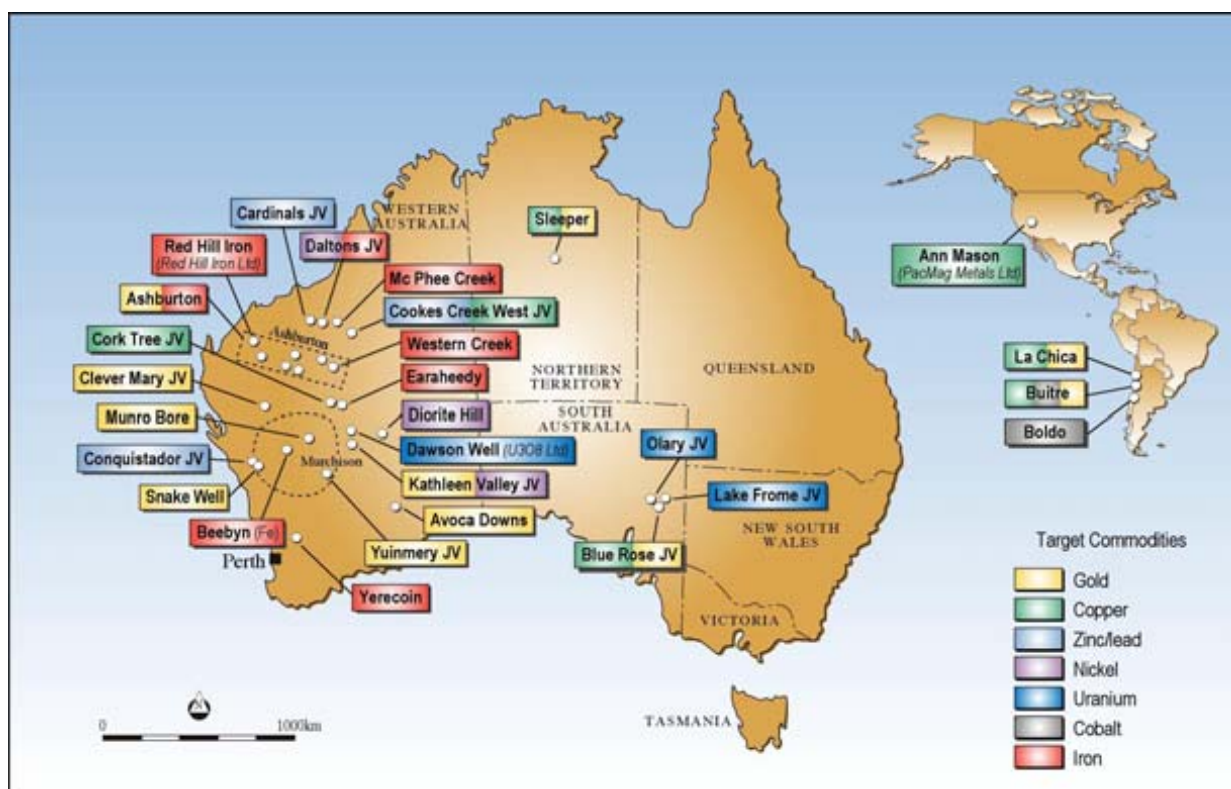 Cardinals JV
WESTERN
AUSTRALIA
Sleeper
Red Hill Iron
(Red Hill Iron Ltd)
Daltons JV
Ashburton
Mc Phee Creek
Cork Tree JV
Cookes Creek West JV
Ashburton
Western Creek
Clever Mary JV
Earaheedy
NORTHERN
TERRITORY
QUEENSLAND
Munro Bore
Diorite Hill
SOUTH
AUSTRALIA
Conquistador JV
Murchison
Dawson Well (U3O8 Ltd)
Olary JV
Snake Well
Kathleen Valley JV
Lake Frome JV
Beebyn (Fe)
Avoca Downs
NEW SOUTH
WALES
Perth
Yuinmery JV
Blue Rose JV
Yerecoin
VICTORIA
TASMANIA
N
0 1000km
Ann Mason
(PacMag Metals Ltd)
La Chica
Buitre
Boldo
Target Commodities
Gold
Copper
Zinc/lead
Nickel
Uranium
Cobalt
Iron